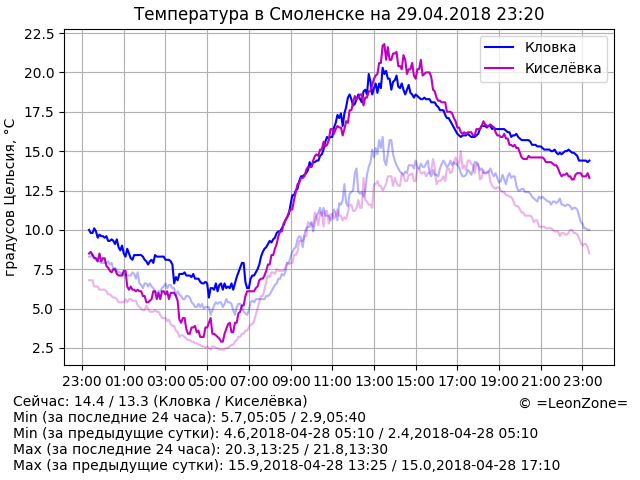 Температура в Смоленске на 29.04.2018 23:20
градусов Цельсия, °C
22.5
20.0
17.5
15.0
12.5
10.0
7.5
5.0
2.5
Кловка
Киселёвка
23:00 01:00 03:00 05:00 07:00 09:00 11:00 13:00 15:00 17:00 19:00 21:00 23:00
Сейчас: 14.4 / 13.3 (Кловка / Киселёвка)
© =LeonZone=
Min (за последние 24 часа): 5.7,05:05 / 2.9,05:40
Min (за предыдущие сутки): 4.6,2018-04-28 05:10 / 2.4,2018-04-28 05:10
Max (за последние 24 часа): 20.3,13:25 / 21.8,13:30
Max (за предыдущие сутки): 15.9,2018-04-28 13:25 / 15.0,2018-04-28 17:10